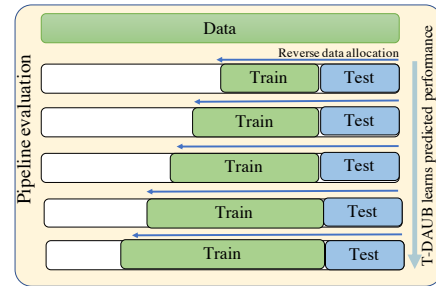 Data
Reverse data allocation
Train Test
Train Test
Train Test
Train Test
Train Test
Pipeline evaluation
T-DAUB learns predicted performance